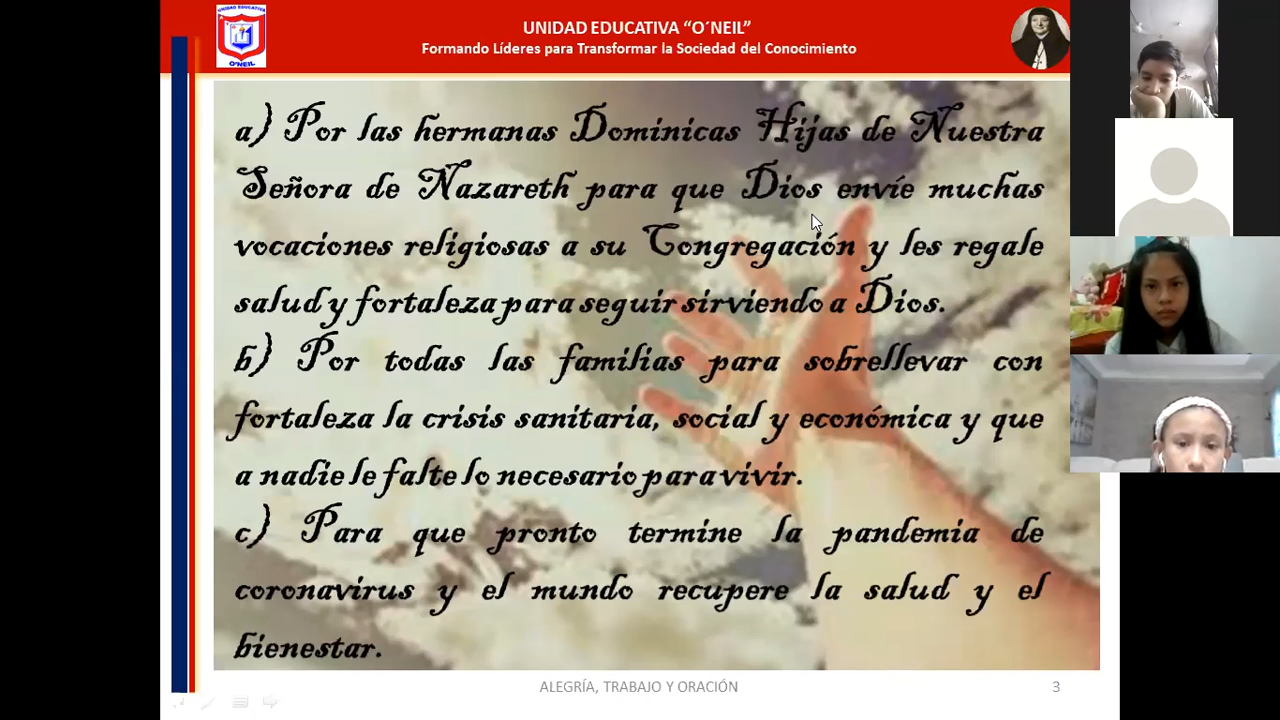 UNIDAD EDUCATIVA
O´NEIL
UNIDAD EDUCATIVA “O´NEIL”
Formando Líderes para Transformar la Sociedad del Conocimiento
a) Por las hermanas Dominicas Hijas de Nuestra
Señora de Nazareth para que Dios envíe muchas
vocaciones religiosas a su Congregación y les regale
salud y fortaleza para seguir sirviendo a Dios.
b) Por todas las familias para sobrellevar con
fortaleza la crisis sanitaria, social y económica y que
a nadie le falte lo necesario para vivir.
c) Para que pronto termine la pandemia de
coronavirus y el mundo recupere la salud y el
bienestar.
ALEGRÍA, TRABAJO Y ORACIÓN
3